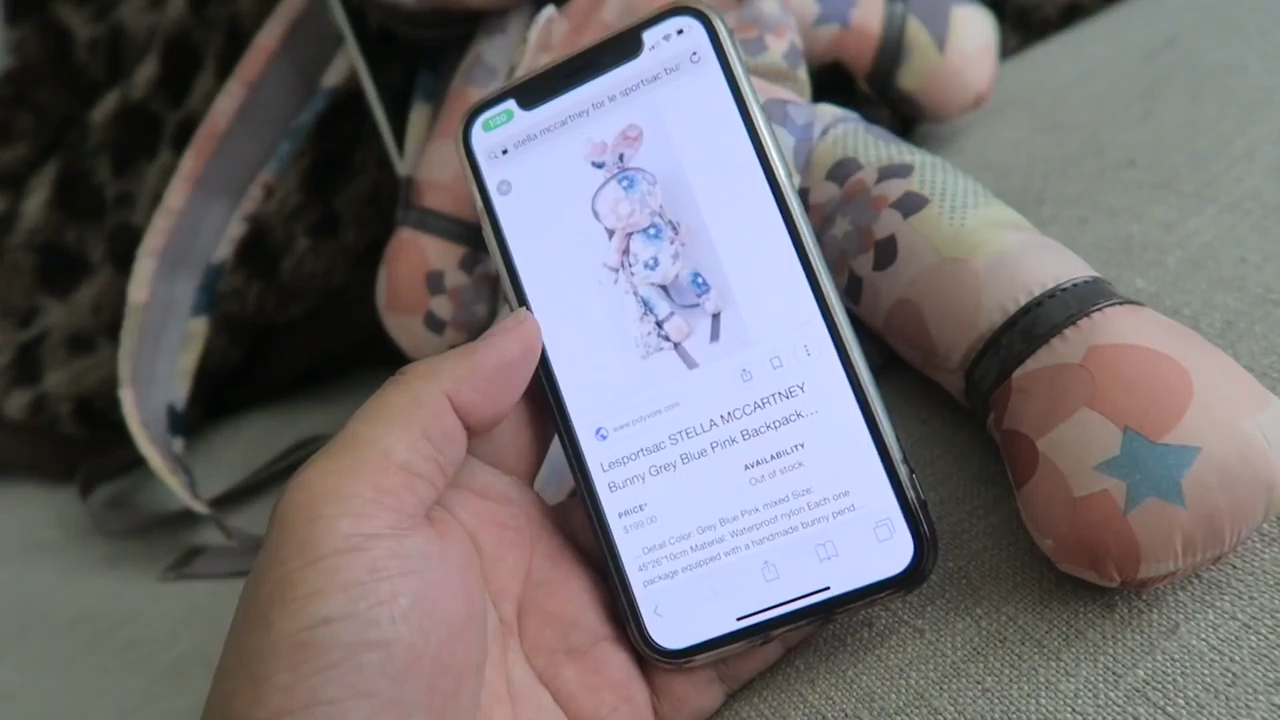 1:20
stella mccartney for le sportsac bu
www.polyvore.com
Lesportsac STELLA MCCARTNEY
Bunny Grey Blue Pink Backpack...
PRICE*
$199.00
AVAILABILITY
Out of stock
...Detail Color: Grey Blue Pink mixed Size:
45*26*10cm Material: Waterproof nylon Each one
package equipped with a handmade bunny pend...